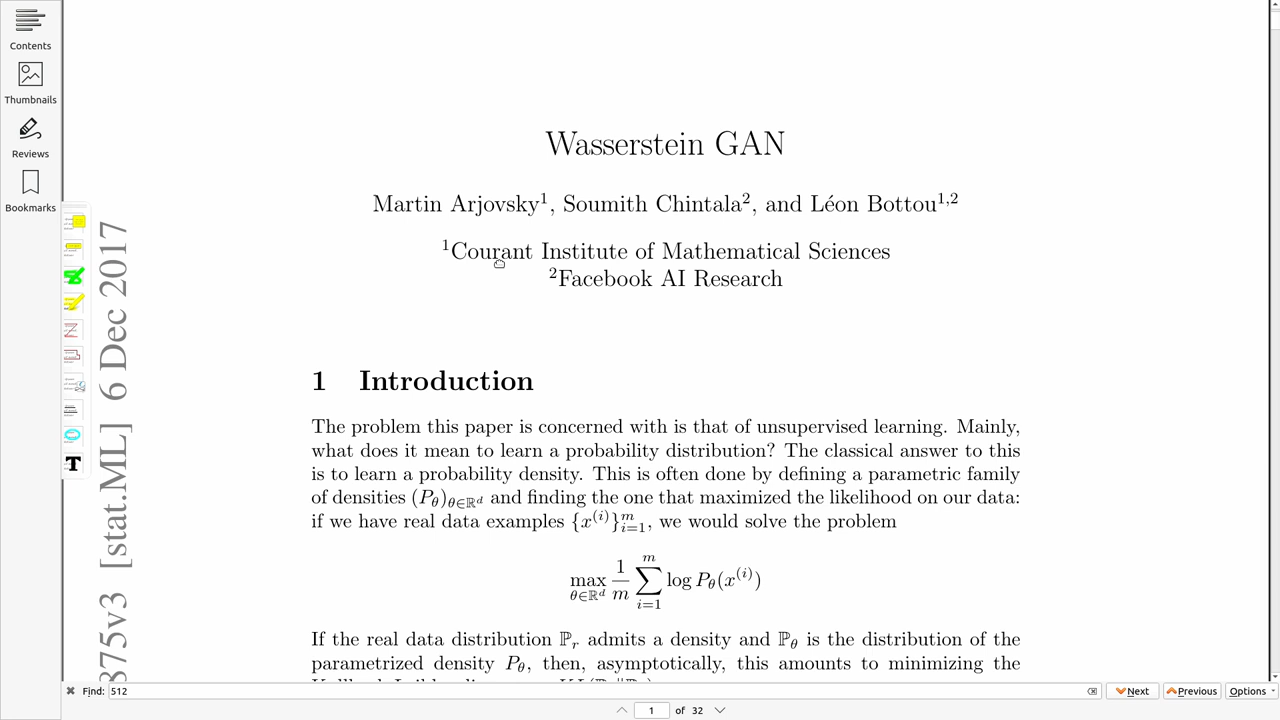 Contents
Thumbnails
Reviews
Bookmarks
375v3 [stat.ML] 6 Dec 2017
Wasserstein GAN
Martin Arjovsky¹, Soumith Chintala², and Léon Bottou¹,²
¹Courant Institute of Mathematical Sciences
²Facebook AI Research
1 Introduction
The problem this paper is concerned with is that of unsupervised learning. Mainly,
what does it mean to learn a probability distribution? The classical answer to this
is to learn a probability density. This is often done by defining a parametric family
of densities (P_θ)_{θ∈ℝ^d} and finding the one that maximized the likelihood on our data:
if we have real data examples {x^{(i)}}_{i=1}^m, we would solve the problem
max_{θ∈ℝ^d} 1/m ∑_{i=1}^m log P_θ(x^{(i)})
If the real data distribution ℙ_r admits a density and ℙ_θ is the distribution of the
parametrized density P_θ, then, asymptotically, this amounts to minimizing the
Find: 512
Next
Previous
Options
1 of 32